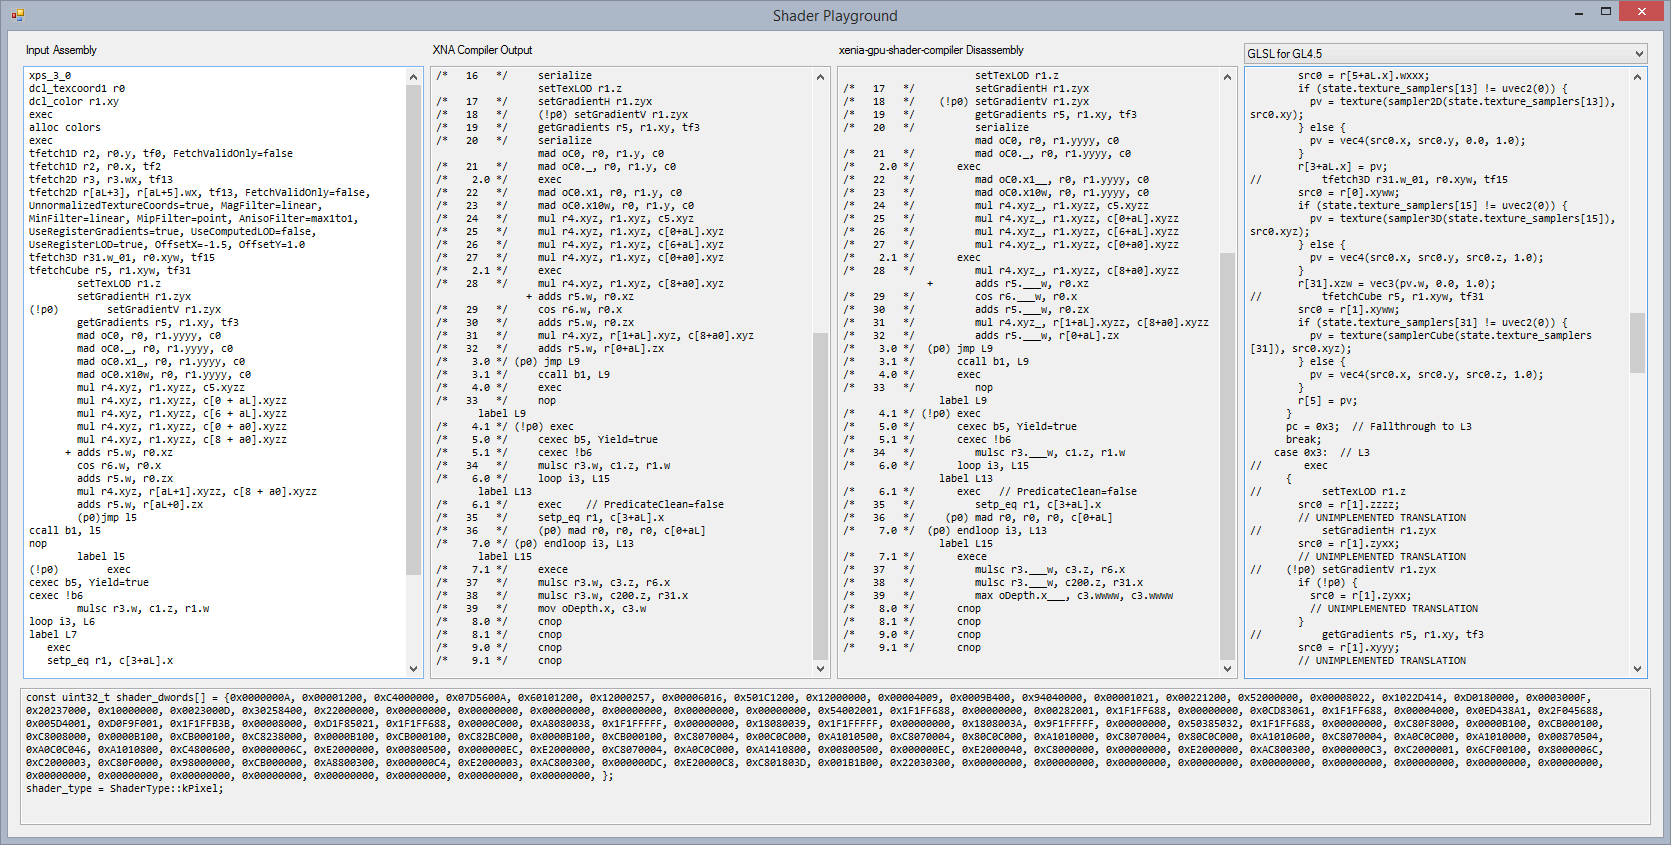 Shader Playground
Input Assembly
xps_3_0
dcl_texcoord1 r0
dcl_color r1.xy
exec
alloc colors
exec
tfetch1D r2, r0.y, tf0, FetchValidOnly=false
tfetch1D r2, r0.x, tf2
tfetch2D r3, r3.wx, tf13
tfetch2D r[aL+3], r[aL+5].wx, tf13, FetchValidOnly=false,
UnnormalizedTextureCoords=true, MagFilter=linear,
MinFilter=linear, MipFilter=point, AnisoFilter=max1to1,
UseRegisterGradients=true, UseComputedLOD=false,
UseRegisterLOD=true, OffsetX=-1.5, OffsetY=1.0
tfetch3D r31.w_01, r0.xyw, tf15
tfetchCube r5, r1.xyw, tf31
setTexLOD r1.z
setGradientH r1.zyx
(!p0) setGradientV r1.zyx
getGradients r5, r1.xy, tf3
mad oC0, r0, r1.yyyy, c0
mad oC0._, r0, r1.yyyy, c0
mad oC0.x1_, r0, r1.yyyy, c0
mad oC0.x10w, r0, r1.yyyy, c0
mul r4.xyz, r1.xyzz, c5.xyzz
mul r4.xyz, r1.xyzz, c[0 + aL].xyzz
mul r4.xyz, r1.xyzz, c[6 + aL].xyzz
mul r4.xyz, r1.xyzz, c[0 + a0].xyzz
mul r4.xyz, r1.xyzz, c[8 + a0].xyzz
+ adds r5.w, r0.xz
cos r6.w, r0.x
adds r5.w, r0.zx
mul r4.xyz, r[aL+1].xyzz, c[8 + a0].xyzz
adds r5.w, r[aL+0].zx
(p0)jmp l5
ccall b1, l5
nop
label l5
(!p0) exec
cexec b5, Yield=true
cexec !b6
mulsc r3.w, c1.z, r1.w
loop i3, L6
label L7
exec
setp_eq r1, c[3+aL].x
XNA Compiler Output
/* 16 */ serialize
setTexLOD r1.z
/* 17 */ setGradientH r1.zyx
/* 18 */ (!p0) setGradientV r1.zyx
/* 19 */ getGradients r5, r1.xy, tf3
/* 20 */ serialize
mad oC0, r0, r1.y, c0
/* 21 */ mad oC0._, r0, r1.y, c0
/* 2.0 */ exec
/* 22 */ mad oC0.x1, r0, r1.y, c0
/* 23 */ mad oC0.x10w, r0, r1.y, c0
/* 24 */ mul r4.xyz, r1.xyz, c5.xyz
/* 25 */ mul r4.xyz, r1.xyz, c[0+aL].xyz
/* 26 */ mul r4.xyz, r1.xyz, c[6+aL].xyz
/* 27 */ mul r4.xyz, r1.xyz, c[0+a0].xyz
/* 2.1 */ exec
/* 28 */ mul r4.xyz, r1.xyz, c[8+a0].xyz
+ adds r5.w, r0.xz
/* 29 */ cos r6.w, r0.x
/* 30 */ adds r5.w, r0.zx
/* 31 */ mul r4.xyz, r[1+aL].xyz, c[8+a0].xyz
/* 32 */ adds r5.w, r[0+aL].zx
/* 3.0 */ (p0) jmp L9
/* 3.1 */ ccall b1, L9
/* 4.0 */ exec
/* 33 */ nop
label L9
/* 4.1 */ (!p0) exec
/* 5.0 */ cexec b5, Yield=true
/* 5.1 */ cexec !b6
/* 34 */ mulsc r3.w, c1.z, r1.w
/* 6.0 */ loop i3, L15
label L13
/* 6.1 */ exec // PredicateClean=false
/* 35 */ setp_eq r1, c[3+aL].x
/* 36 */ (p0) mad r0, r0, r0, c[0+aL]
/* 7.0 */ (p0) endloop i3, L13
label L15
/* 7.1 */ exece
/* 37 */ mulsc r3.w, c3.z, r6.x
/* 38 */ mulsc r3.w, c200.z, r31.x
/* 39 */ mov oDepth.x, c3.w
/* 8.0 */ cnop
/* 8.1 */ cnop
/* 9.0 */ cnop
/* 9.1 */ cnop
xenia-gpu-shader-compiler Disassembly
setTexLOD r1.z
/* 17 */ setGradientH r1.zyx
/* 18 */ (!p0) setGradientV r1.zyx
/* 19 */ getGradients r5, r1.xy, tf3
/* 20 */ serialize
mad oC0, r0, r1.yyyy, c0
/* 21 */ mad oC0._, r0, r1.yyyy, c0
/* 2.0 */ exec
/* 22 */ mad oC0.x1__, r0, r1.yyyy, c0
/* 23 */ mad oC0.x10w, r0, r1.yyyy, c0
/* 24 */ mul r4.xyz_, r1.xyzz, c5.xyzz
/* 25 */ mul r4.xyz_, r1.xyzz, c[0+aL].xyzz
/* 26 */ mul r4.xyz_, r1.xyzz, c[6+aL].xyzz
/* 27 */ mul r4.xyz_, r1.xyzz, c[0+a0].xyzz
/* 2.1 */ exec
/* 28 */ mul r4.xyz_, r1.xyzz, c[8+a0].xyzz
+ adds r5.___w, r0.xz
/* 29 */ cos r6.___w, r0.x
/* 30 */ adds r5.___w, r0.zx
/* 31 */ mul r4.xyz_, r[1+aL].xyzz, c[8+a0].xyzz
/* 32 */ adds r5.___w, r[0+aL].zx
/* 3.0 */ (p0) jmp L9
/* 3.1 */ ccall b1, L9
/* 4.0 */ exec
/* 33 */ nop
label L9
/* 4.1 */ (!p0) exec
/* 5.0 */ cexec b5, Yield=true
/* 5.1 */ cexec !b6
/* 34 */ mulsc r3.___w, c1.z, r1.w
/* 6.0 */ loop i3, L15
label L13
/* 6.1 */ exec // PredicateClean=false
/* 35 */ setp_eq r1, c[3+aL].x
/* 36 */ (p0) mad r0, r0, r0, c[0+aL]
/* 7.0 */ (p0) endloop i3, L13
label L15
/* 7.1 */ exece
/* 37 */ mulsc r3.___w, c3.z, r6.x
/* 38 */ mulsc r3.___w, c200.z, r31.x
/* 39 */ max oDepth.x___, c3.wwww, c3.wwww
/* 8.0 */ cnop
/* 8.1 */ cnop
/* 9.0 */ cnop
/* 9.1 */ cnop
GLSL for GL4.5
src0 = r[5+aL.x].wxxx;
if (state.texture_samplers[13] != uvec2(0)) {
pv = texture(sampler2D(state.texture_samplers[13]),
src0.xy);
} else {
pv = vec4(src0.x, src0.y, 0.0, 1.0);
}
r[3+aL.x] = pv;
// tfetch3D r31.w_01, r0.xyw, tf15
src0 = r[0].xyww;
if (state.texture_samplers[15] != uvec2(0)) {
pv = texture(sampler3D(state.texture_samplers[15]),
src0.xyz);
} else {
pv = vec4(src0.x, src0.y, src0.z, 1.0);
}
r[31].xzw = vec3(pv.w, 0.0, 1.0);
// tfetchCube r5, r1.xyw, tf31
src0 = r[1].xyww;
if (state.texture_samplers[31] != uvec2(0)) {
pv = texture(samplerCube(state.texture_samplers
[31]), src0.xyz);
} else {
pv = vec4(src0.x, src0.y, src0.z, 1.0);
}
r[5] = pv;
}
pc = 0x3; // Fallthrough to L3
break;
case 0x3: // L3
// exec
{
// setTexLOD r1.z
src0 = r[1].zzzz;
// UNIMPLEMENTED TRANSLATION
// setGradientH r1.zyx
src0 = r[1].zyxx;
// UNIMPLEMENTED TRANSLATION
// (!p0) setGradientV r1.zyx
if (!p0) {
src0 = r[1].zyxx;
// UNIMPLEMENTED TRANSLATION
}
// getGradients r5, r1.xy, tf3
src0 = r[1].xyyy;
// UNIMPLEMENTED TRANSLATION
const uint32_t shader_dwords[] = {0x0000000A, 0x00001200, 0xC4000000, 0x07D5600A, 0x60101200, 0x12000257, 0x00006016, 0x501C1200, 0x12000000, 0x00004009, 0x0009B400, 0x94040000, 0x00001021, 0x00221200, 0x52000000, 0x00008022, 0x1022D414, 0xD0180000, 0x0003000F,
0x20237000, 0x10000000, 0x0023000D, 0x30258400, 0x22000000, 0x00000000, 0x00000000, 0x00000000, 0x00000000, 0x00000000, 0x54002001, 0x1F1FF688, 0x00000000, 0x00282001, 0x1F1FF688, 0x00000000, 0x0CD83061, 0x1F1FF688, 0x00004000, 0x0ED438A1, 0x2F045688,
0x005D4001, 0xD0F9F001, 0x1F1FFB3B, 0x00008000, 0xD1F85021, 0x1F1FF688, 0x0000C000, 0xA8080038, 0x1F1FFFFF, 0x00000000, 0x18080039, 0x1F1FFFFF, 0x00000000, 0x1808003A, 0x9F1FFFFF, 0x00000000, 0x50385032, 0x1F1FF688, 0x00000000, 0xC80F8000, 0x0000B100, 0xCB000100,
0xC8008000, 0x0000B100, 0xCB000100, 0xC8238000, 0x0000B100, 0xCB000100, 0xC82BC000, 0x0000B100, 0xCB000100, 0xC8070004, 0x00C0C000, 0xA1010500, 0xC8070004, 0x80C0C000, 0xA1010000, 0xC8070004, 0x80C0C000, 0xA1010600, 0xC8070004, 0xA0C0C000, 0xA1010000, 0x00870504,
0xA0C0C046, 0xA1010800, 0xC4800600, 0x0000006C, 0xE2000000, 0x00800500, 0x000000EC, 0xE2000000, 0xC8070004, 0xA0C0C000, 0xA1410800, 0x00800500, 0x000000EC, 0xE2000040, 0xC8000000, 0x00000000, 0xE2000000, 0xAC800300, 0x000000C3, 0xC2000001, 0x6CF00100, 0x8000006C,
0xC2000003, 0xC80F0000, 0x98000000, 0xCB000000, 0xA8800300, 0x000000C4, 0xE2000003, 0xAC800300, 0x000000DC, 0xE20000C8, 0xC801803D, 0x001B1B00, 0x22030300, 0x00000000, 0x00000000, 0x00000000, 0x00000000, 0x00000000, 0x00000000, 0x00000000, 0x00000000, 0x00000000,
0x00000000, 0x00000000, 0x00000000, 0x00000000, 0x00000000, 0x00000000, 0x00000000, };
shader_type = ShaderType::kPixel;